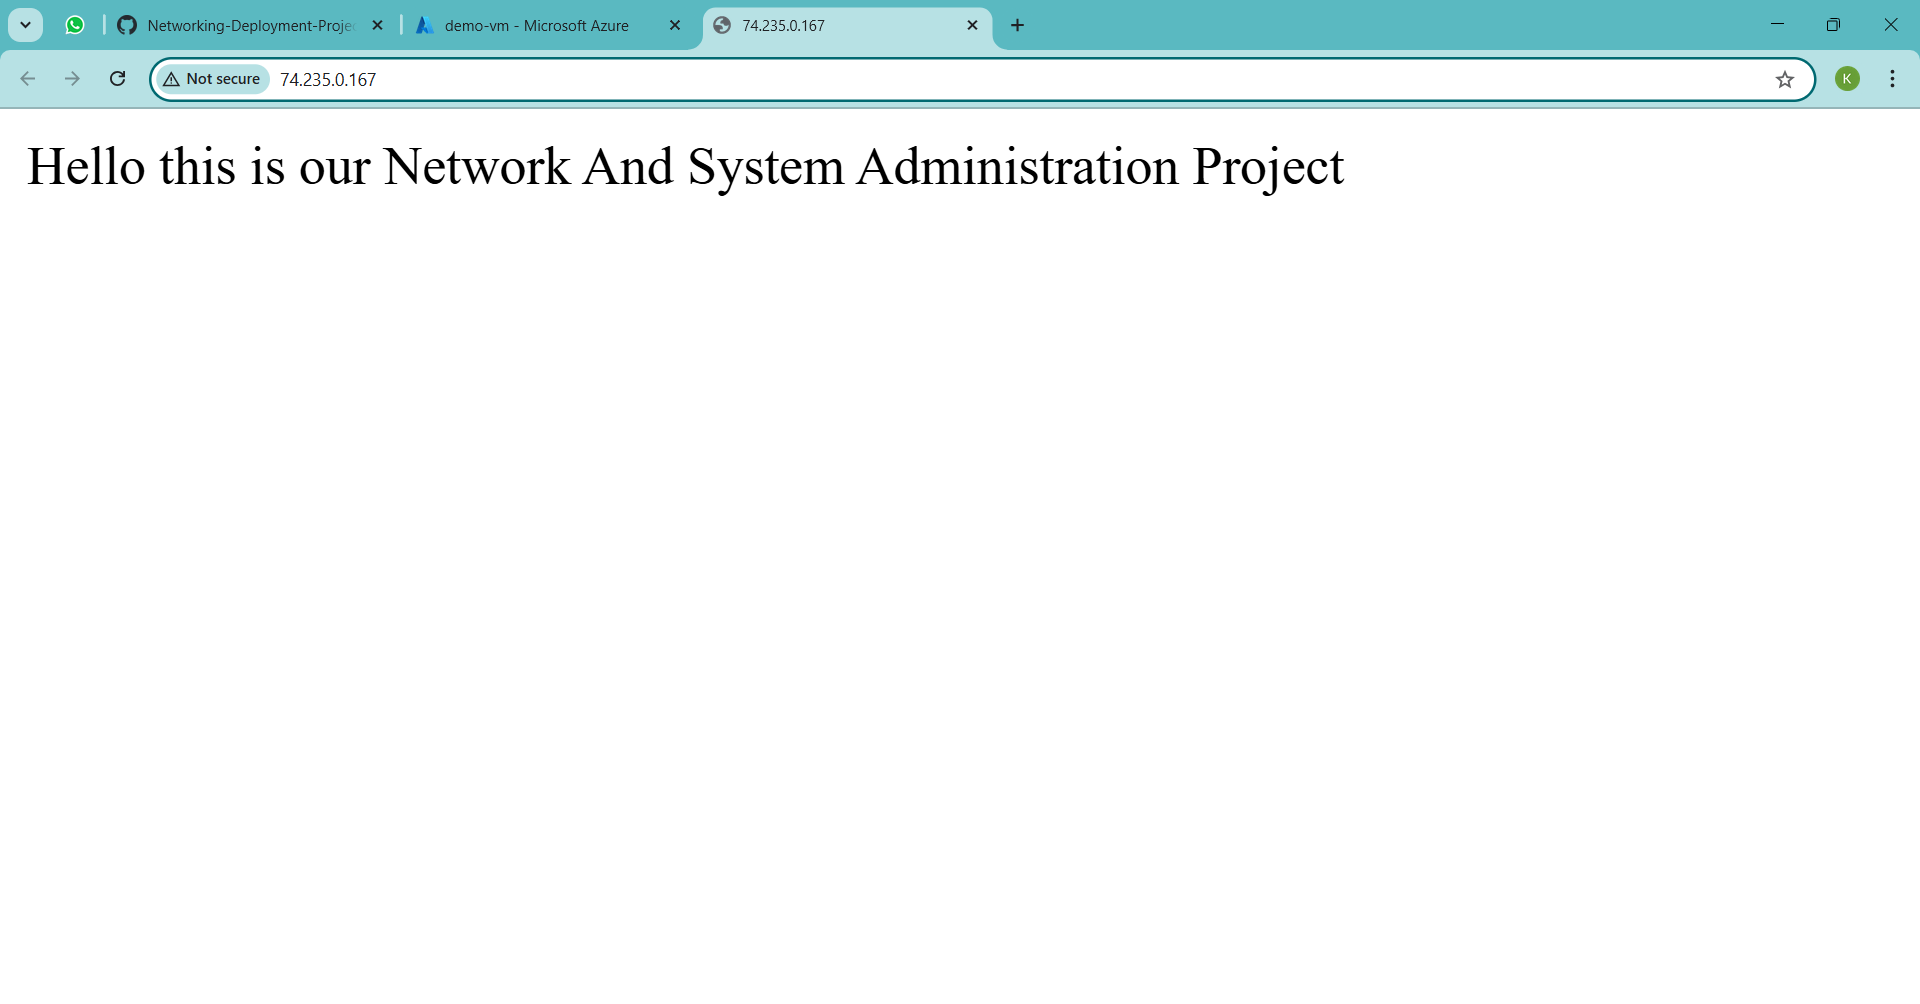 Networking-Deployment-Projec
demo-vm - Microsoft Azure
74.235.0.167
Not secure
74.235.0.167
K
Hello this is our Network And System Administration Project